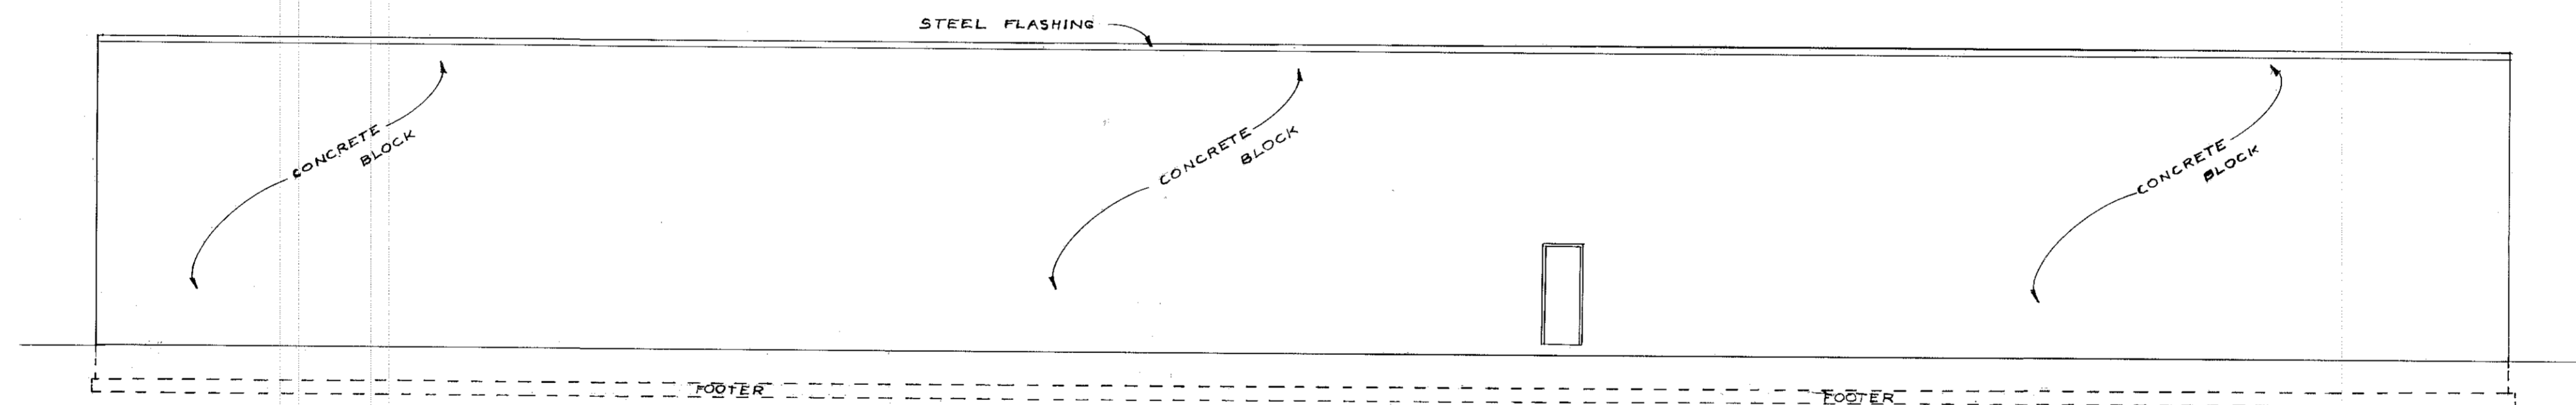 STEEL FLASHING
CONCRETE
BLOCK
CONCRETE
BLOCK
CONCRETE
BLOCK
FOOTER
FOOTER